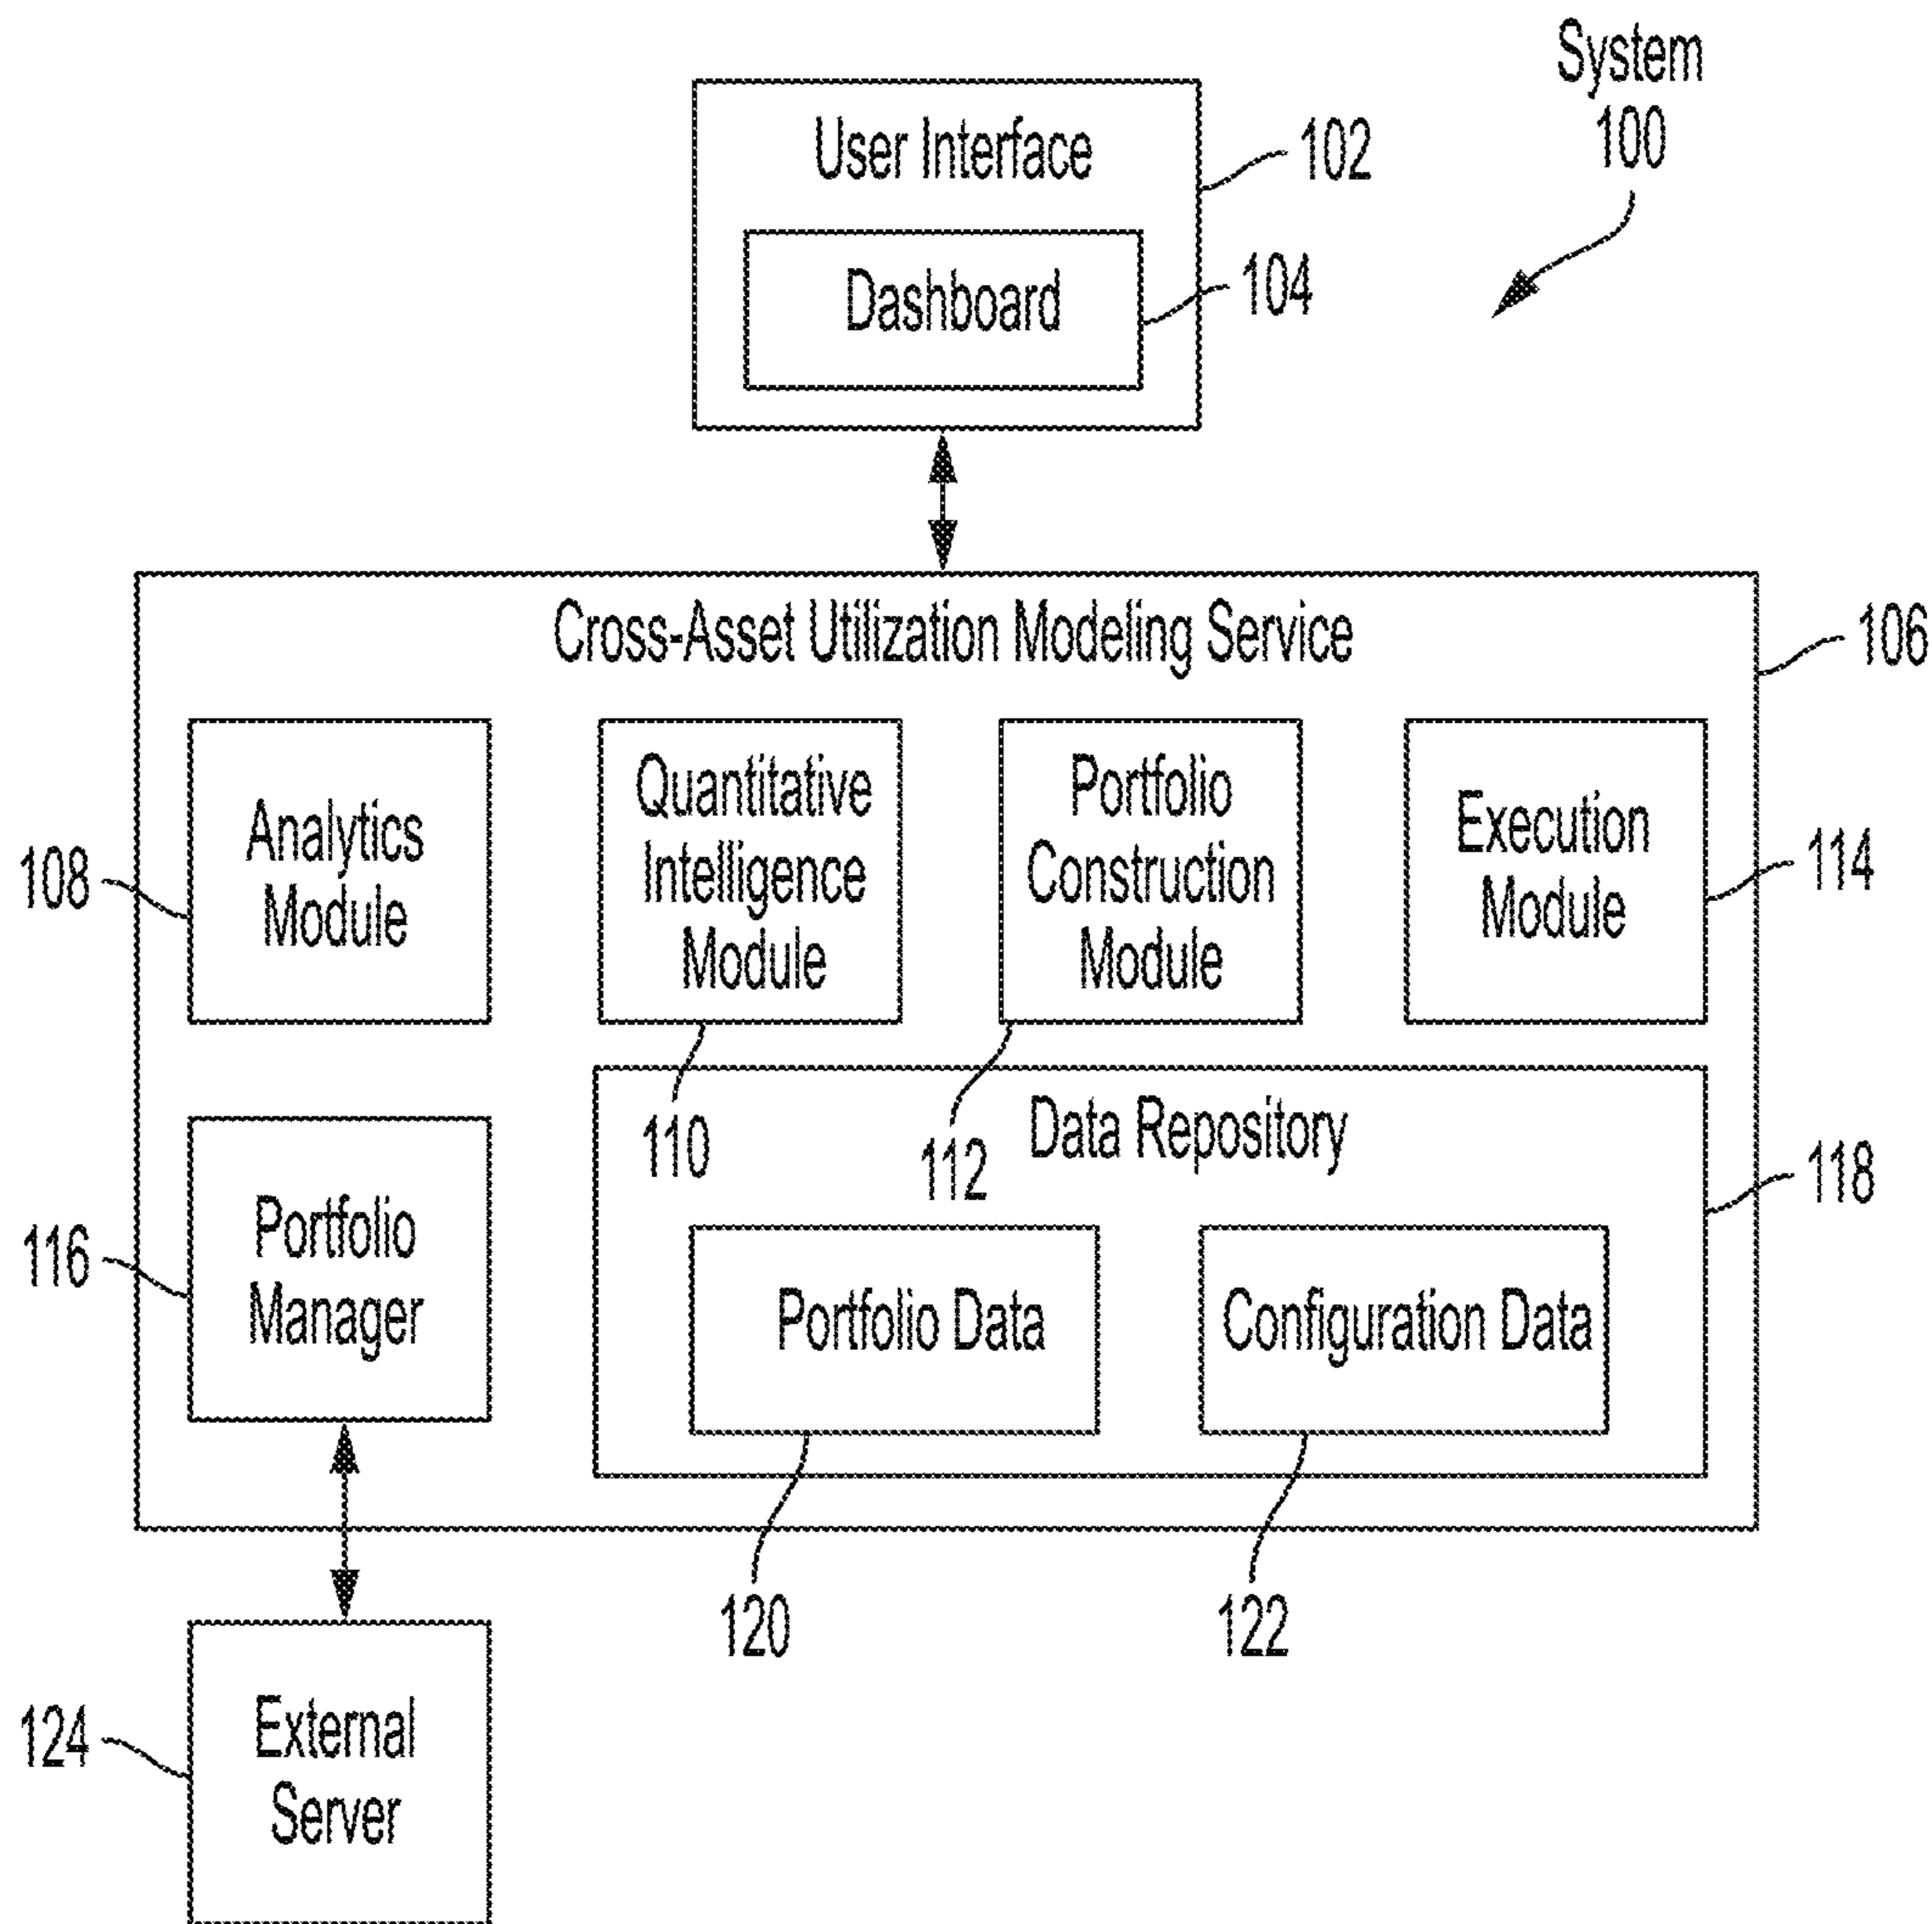 System
100
User Interface
102
Dashboard
104
Cross-Asset Utilization Modeling Service
106
Analytics
Module
108
Quantitative
Intelligence
Module
110
Portfolio
Construction
Module
112
Execution
Module
114
Portfolio
Manager
116
Data Repository
118
Portfolio Data
120
Configuration Data
122
External
Server
124